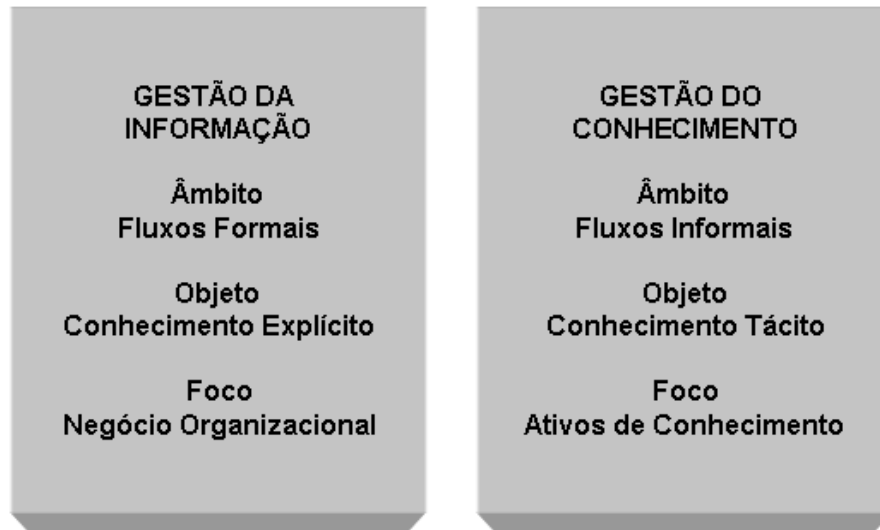 GESTÃO DA
INFORMAÇÃO
Âmbito
Fluxos Formais
Objeto
Conhecimento Explícito
Foco
Negócio Organizacional
GESTÃO DO
CONHECIMENTO
Âmbito
Fluxos Informais
Objeto
Conhecimento Tácito
Foco
Ativos de Conhecimento